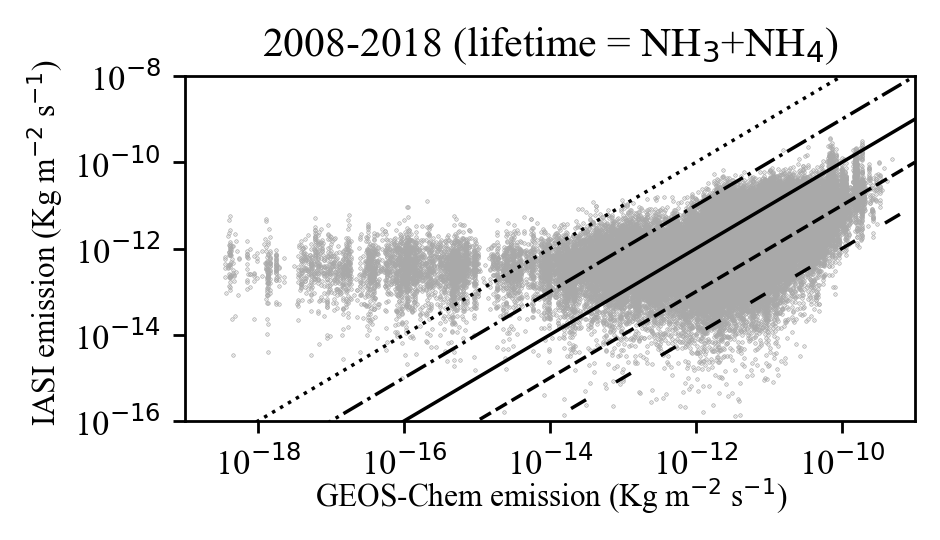 2008-2018 (lifetime = NH₃+NH₄)
IASI emission (Kg m⁻² s⁻¹)
10⁻⁸
10⁻¹⁰
10⁻¹²
10⁻¹⁴
10⁻¹⁶
10⁻¹⁸ 10⁻¹⁶ 10⁻¹⁴ 10⁻¹² 10⁻¹⁰
GEOS-Chem emission (Kg m⁻² s⁻¹)